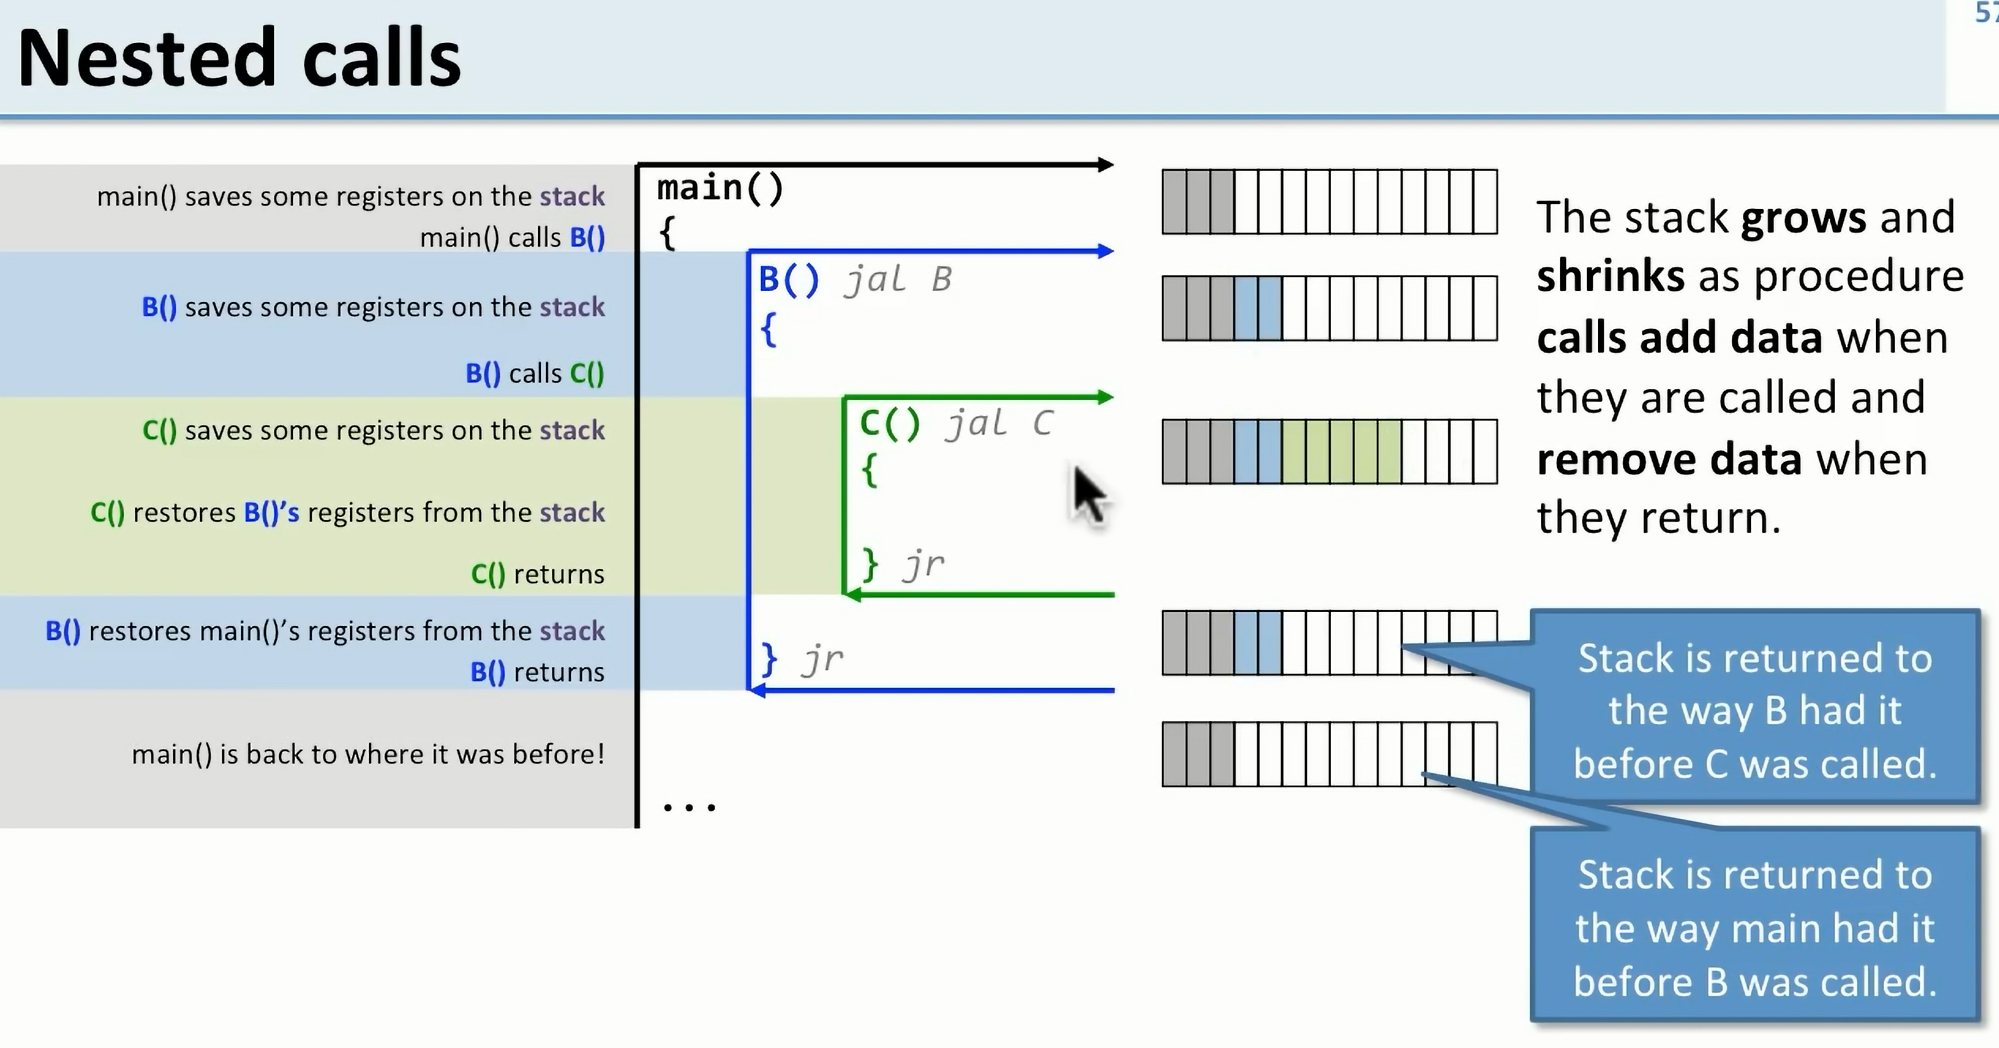 57
Nested calls
main() saves some registers on the stack
main() calls B()
B() saves some registers on the stack
B() calls C()
C() saves some registers on the stack
C() restores B()’s registers from the stack
C() returns
B() restores main()’s registers from the stack
B() returns
main() is back to where it was before!
main()
{
B() jal B
{
C() jal C
{
} jr
} jr
...
The stack grows and
shrinks as procedure
calls add data when
they are called and
remove data when
they return.
Stack is returned to
the way B had it
before C was called.
Stack is returned to
the way main had it
before B was called.